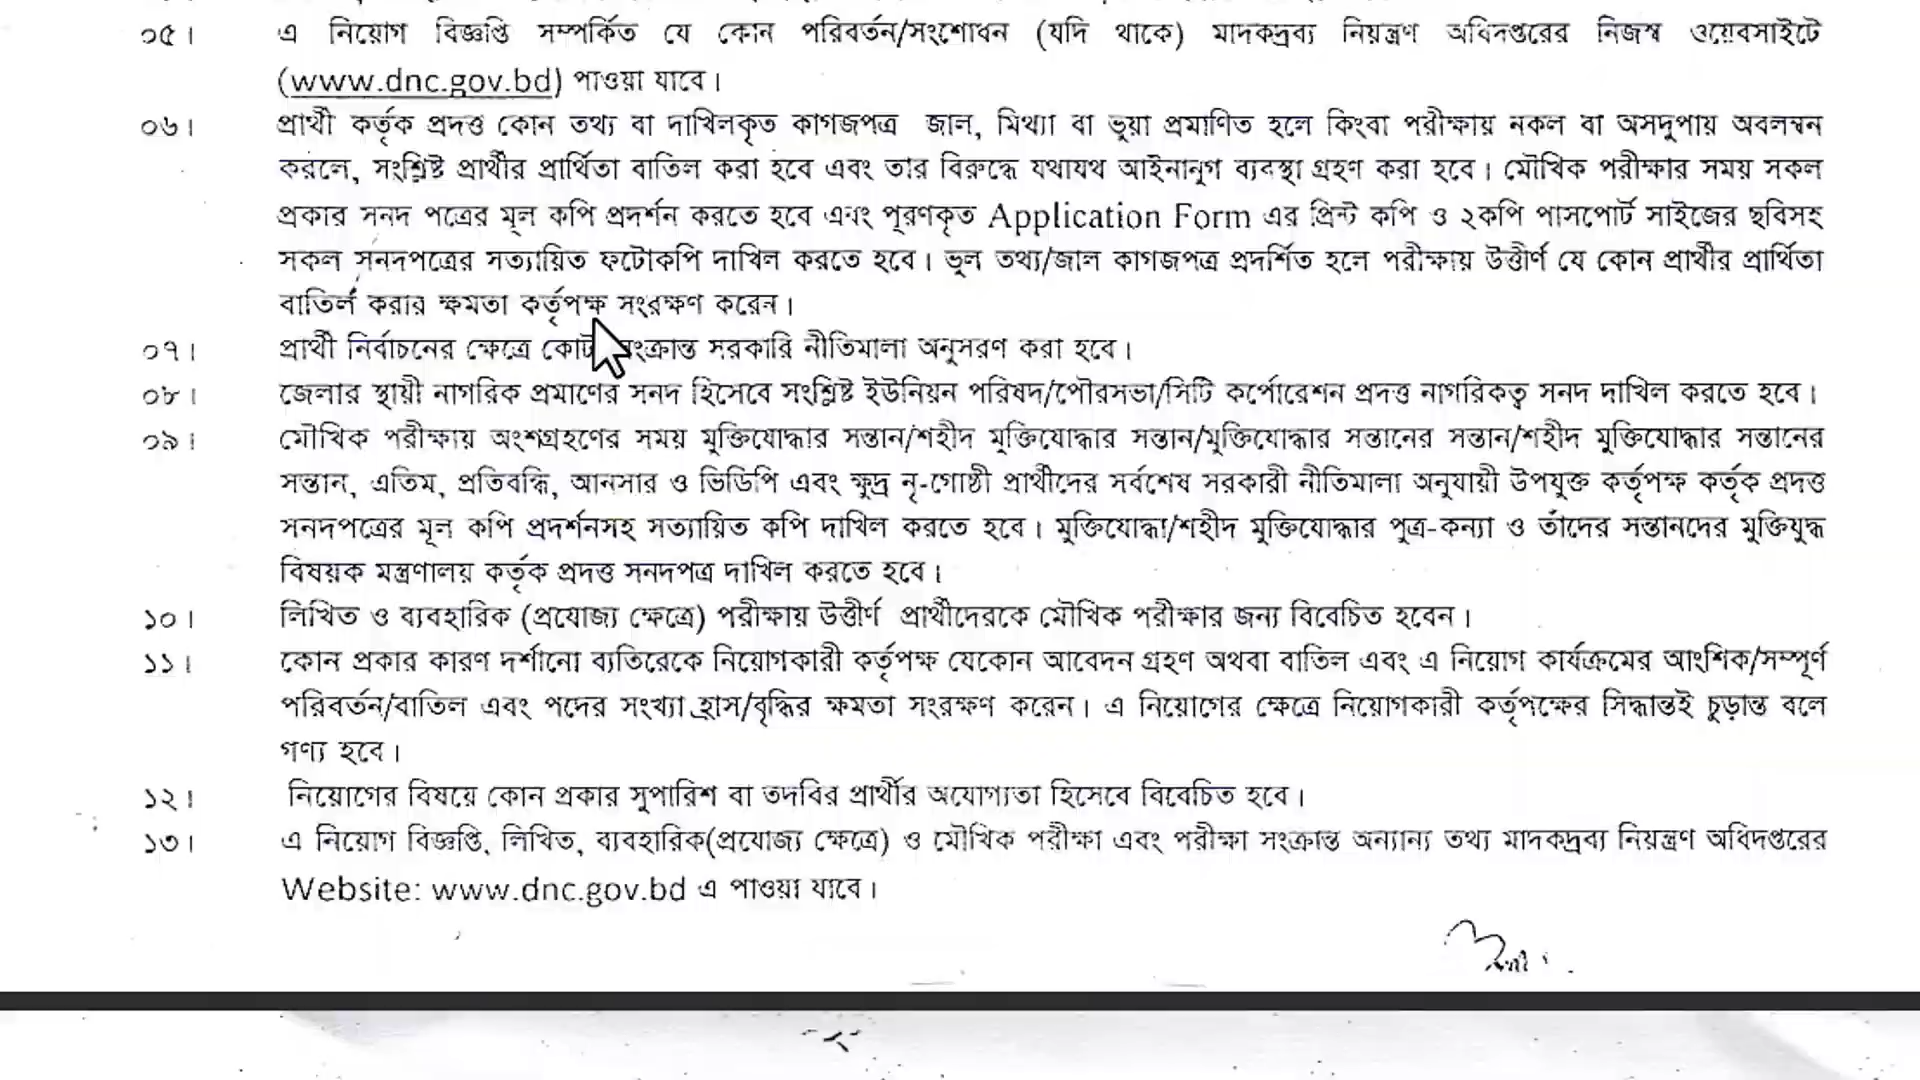 ০৫। এ নিয়োগ বিজ্ঞপ্তি সম্পর্কিত যে কোন পরিবর্তন/সংশোধন (যদি থাকে) মাদকদ্রব্য নিয়ন্ত্রণ অধিদপ্তরের নিজস্ব ওয়েবসাইটে
(www.dnc.gov.bd) পাওয়া যাবে।
০৬। প্রার্থী কর্তৃক প্রদত্ত কোন তথ্য বা দাখিলকৃত কাগজপত্র জাল, মিথ্যা বা ভুয়া প্রমাণিত হলে কিংবা পরীক্ষায় নকল বা অসদুপায় অবলম্বন
করলে, সংশ্লিষ্ট প্রার্থীর প্রার্থিতা বাতিল করা হবে এবং তার বিরুদ্ধে যথাযথ আইনানুগ ব্যবস্থা গ্রহণ করা হবে। মৌখিক পরীক্ষার সময় সকল
প্রকার সনদ পত্রের মূল কপি প্রদর্শন করতে হবে এবং পূরণকৃত Application Form এর প্রিন্ট কপি ও ২কপি পাসপোর্ট সাইজের ছবিসহ
সকল সনদপত্রের সত্যায়িত ফটোকপি দাখিল করতে হবে। ভুল তথ্য/জাল কাগজপত্র প্রদর্শিত হলে পরীক্ষায় উত্তীর্ণ যে কোন প্রার্থীর প্রার্থিতা
বাতিল করার ক্ষমতা কর্তৃপক্ষ সংরক্ষণ করেন।
০৭। প্রার্থী নির্বাচনের ক্ষেত্রে সরকারি নীতিমালা অনুসরণ করা হবে।
০৮। জেলার স্থায়ী নাগরিক প্রমাণের সনদ হিসেবে সংশ্লিষ্ট ইউনিয়ন পরিষদ/পৌরসভা/সিটি কর্পোরেশন প্রদত্ত নাগরিকত্ব সনদ দাখিল করতে হবে।
০৯। মৌখিক পরীক্ষায় অংশগ্রহণের সময় মুক্তিযোদ্ধার সন্তান/শহীদ মুক্তিযোদ্ধার সন্তান/মুক্তিযোদ্ধার সন্তানের সন্তান/শহীদ মুক্তিযোদ্ধার সন্তানের
সন্তান, এতিম, প্রতিবন্ধি, আনসার ও ভিডিপি এবং ক্ষুদ্র নৃ-গোষ্ঠী প্রার্থীদের সর্বশেষ সরকারী নীতিমালা অনুযায়ী উপযুক্ত কর্তৃপক্ষ কর্তৃক প্রদত্ত
সনদপত্রের মূল কপি প্রদর্শনসহ সত্যায়িত কপি দাখিল করতে হবে। মুক্তিযোদ্ধা/শহীদ মুক্তিযোদ্ধার পুত্র-কন্যা ও তাঁদের সন্তানদের মুক্তিযুদ্ধ
বিষয়ক মন্ত্রণালয় কর্তৃক প্রদত্ত সনদপত্র দাখিল করতে হবে।
১০। লিখিত ও ব্যবহারিক (প্রযোজ্য ক্ষেত্রে) পরীক্ষায় উত্তীর্ণ প্রার্থীদেরকে মৌখিক পরীক্ষার জন্য বিবেচিত হবেন।
১১। কোন প্রকার কারণ দর্শানো ব্যতিরেকে নিয়োগকারী কর্তৃপক্ষ যেকোন আবেদন গ্রহণ অথবা বাতিল এবং এ নিয়োগ কার্যক্রমের আংশিক/সম্পূর্ণ
পরিবর্তন/বাতিল এবং পদের সংখ্যা হ্রাস/বৃদ্ধির ক্ষমতা সংরক্ষণ করেন। এ নিয়োগের ক্ষেত্রে নিয়োগকারী কর্তৃপক্ষের সিদ্ধান্তই চুড়ান্ত বলে
গণ্য হবে।
১২। নিয়োগের বিষয়ে কোন প্রকার সুপারিশ বা তদবির প্রার্থীর অযোগ্যতা হিসেবে বিবেচিত হবে।
১৩। এ নিয়োগ বিজ্ঞপ্তি, লিখিত, ব্যবহারিক(প্রযোজ্য ক্ষেত্রে) ও মৌখিক পরীক্ষা এবং পরীক্ষা সংক্রান্ত অন্যান্য তথ্য মাদকদ্রব্য নিয়ন্ত্রণ অধিদপ্তরের
Website: www.dnc.gov.bd এ পাওয়া যাবে।